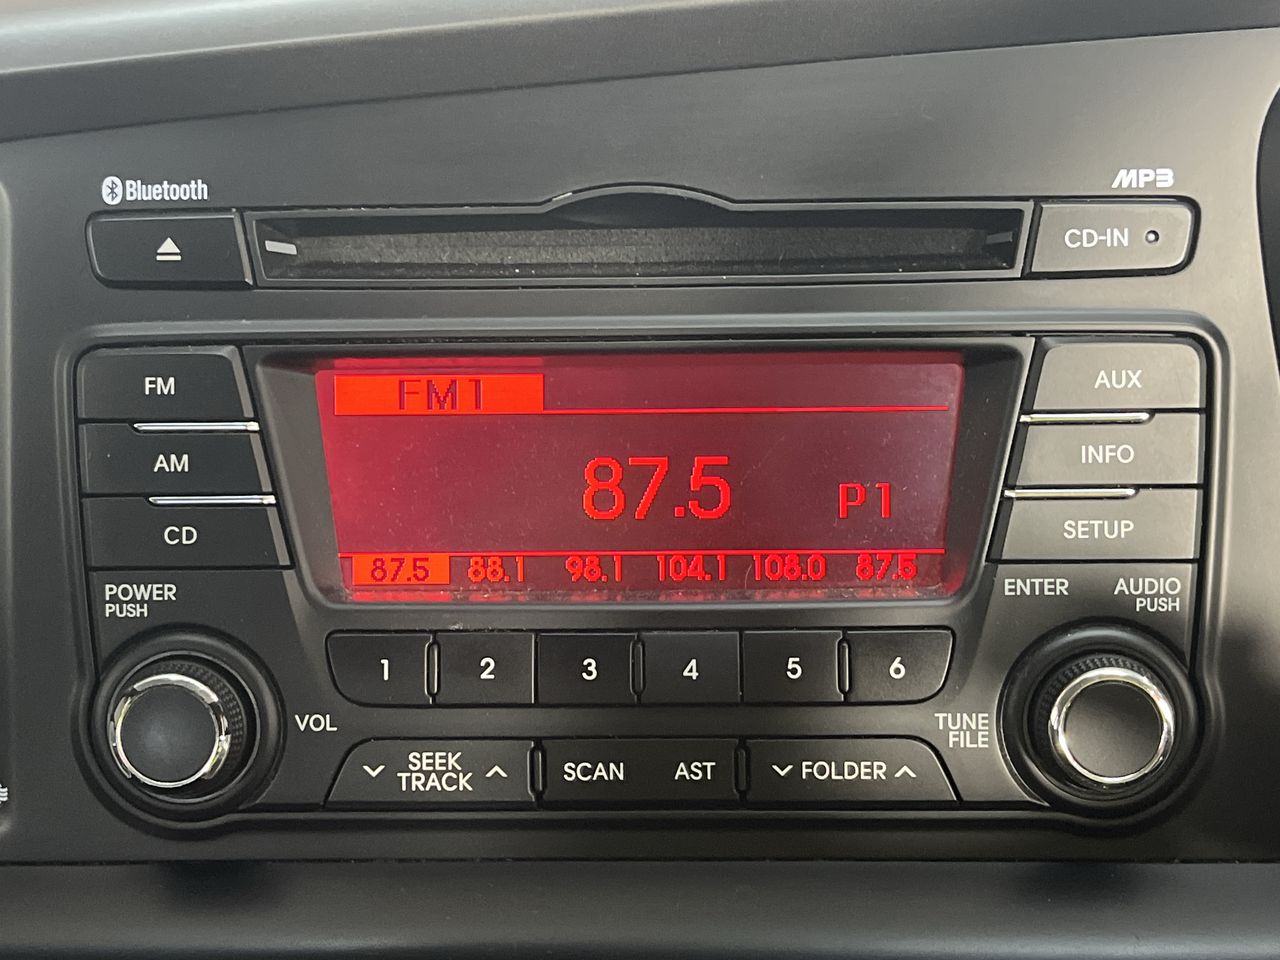 Bluetooth
MP3
CD-IN
FM
AM
CD
FM1
87.5
P1
87.5 88.1 98.1 104.1 108.0 87.5
AUX
INFO
SETUP
POWER
PUSH
ENTER
AUDIO
PUSH
1 2 3 4 5 6
VOL
TUNE
FILE
SEEK
TRACK
SCAN AST
FOLDER